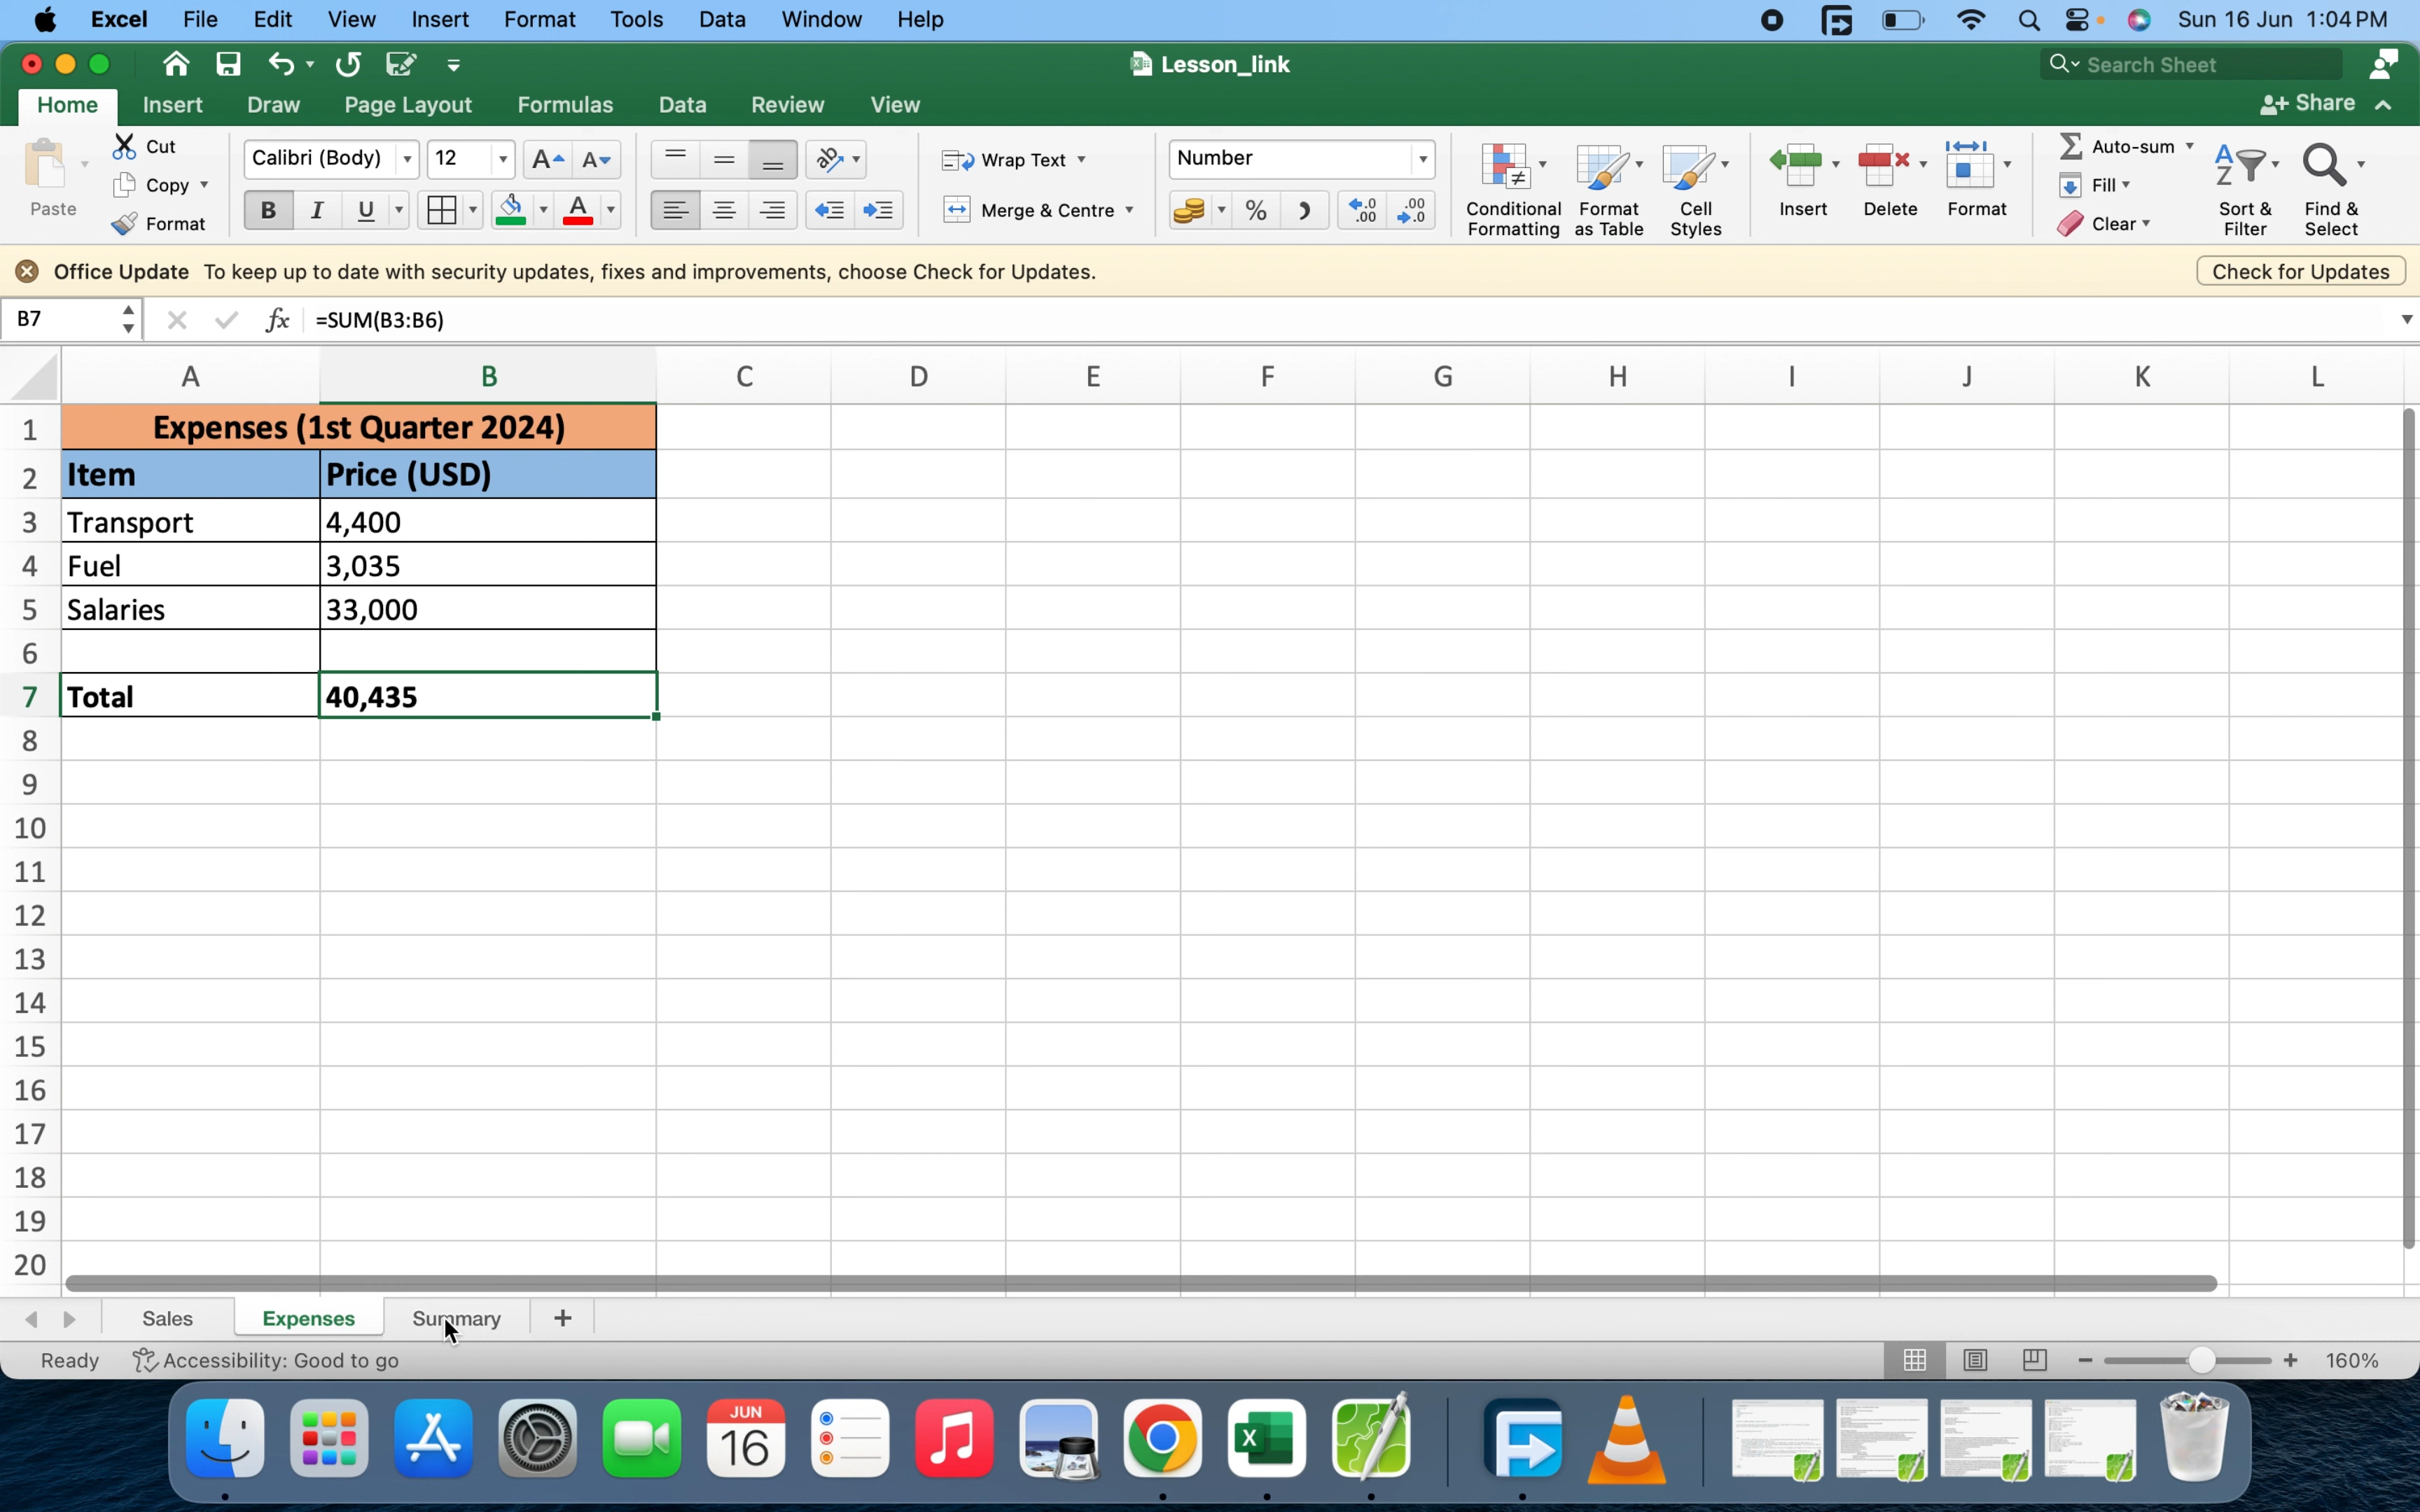 Excel File Edit View Insert Format Tools Data Window Help Sun 16 Jun 1:04 PM
Lesson_link Search Sheet
Home Insert Draw Page Layout Formulas Data Review View Share
Paste Cut Copy Format
Calibri (Body) 12 A A
B I U A
ab
Wrap Text
Merge & Centre
Number
% .0 .00 .00 .0
Conditional Formatting
Format as Table
Cell Styles
Insert Delete Format
Auto-sum
Fill
Clear
A Z Sort & Filter
Find & Select
Office Update To keep up to date with security updates, fixes and improvements, choose Check for Updates. Check for Updates
B7 fx =SUM(B3:B6)
A B C D E F G H I J K L
1 Expenses (1st Quarter 2024)
2 Item Price (USD)
3 Transport 4,400
4 Fuel 3,035
5 Salaries 33,000
6
7 Total 40,435
8
9
10
11
12
13
14
15
16
17
18
19
20
Sales Expenses Summary +
Ready Accessibility: Good to go 160%
JUN
16
X